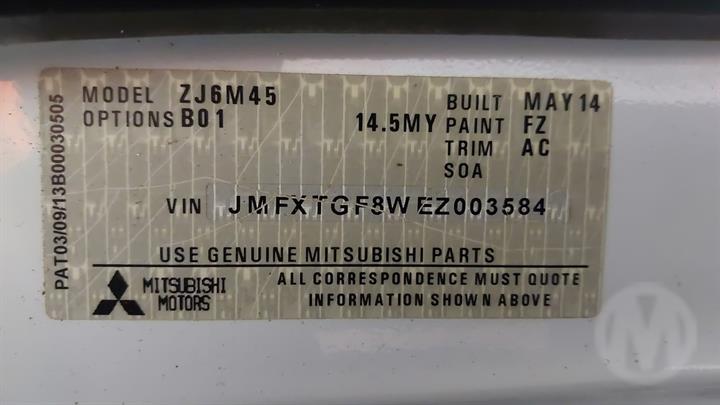 PAT03/09/13B00030505
MODEL ZJ6M45 BUILT MAY14
OPTIONS B01 14.5MY PAINT FZ
TRIM AC
SOA
VIN JMFXTGF8WEZ003584
USE GENUINE MITSUBISHI PARTS
MITSUBISHI MOTORS
ALL CORRESPONDENCE MUST QUOTE
INFORMATION SHOWN ABOVE
M